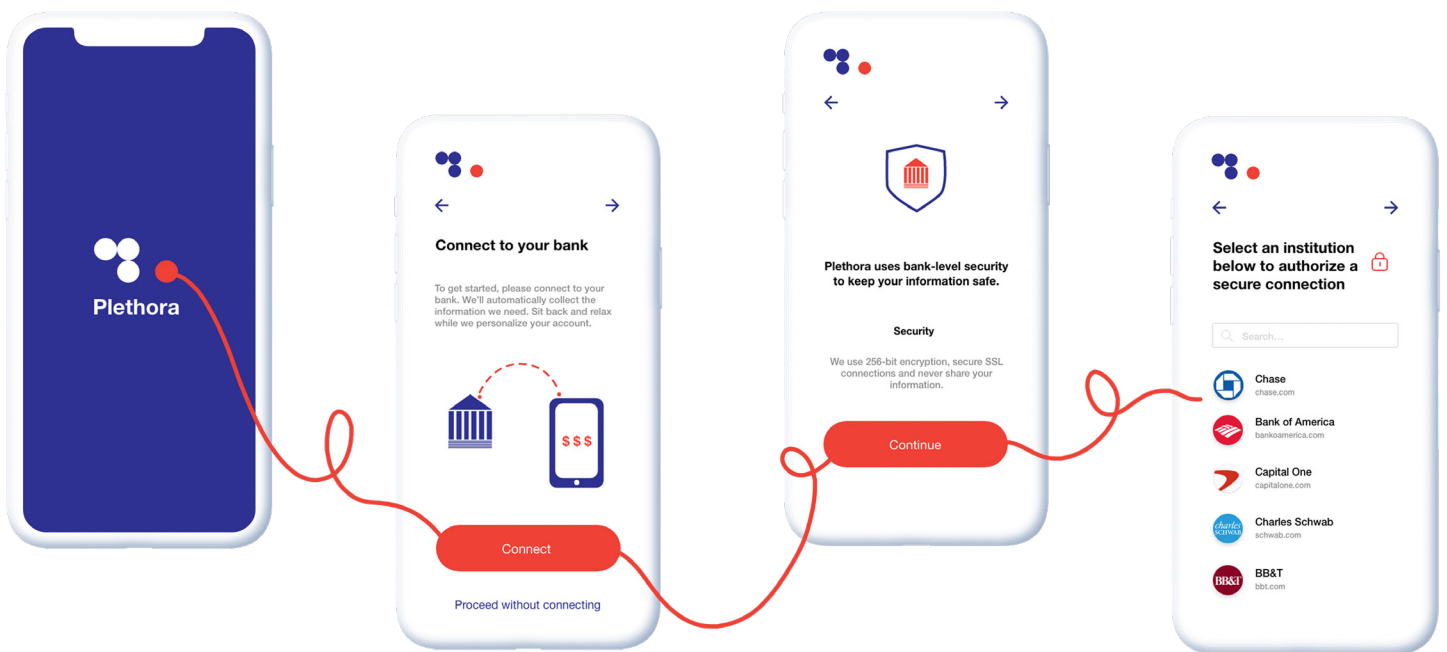 Plethora
Connect to your bank
To get started, please connect to your
bank. We'll automatically collect the
information we need. Sit back and relax
while we personalize your account.
$$$
Connect
Proceed without connecting
Plethora uses bank-level security
to keep your information safe.
Security
We use 256-bit encryption, secure SSL
connections and never share your
information.
Continue
Select an institution
below to authorize a
secure connection
Search...
Chase
chase.com
Bank of America
bankoamerica.com
Capital One
capitalone.com
charles
SCHWAB
Charles Schwab
schwab.com
BB&T
BB&T
bbt.com